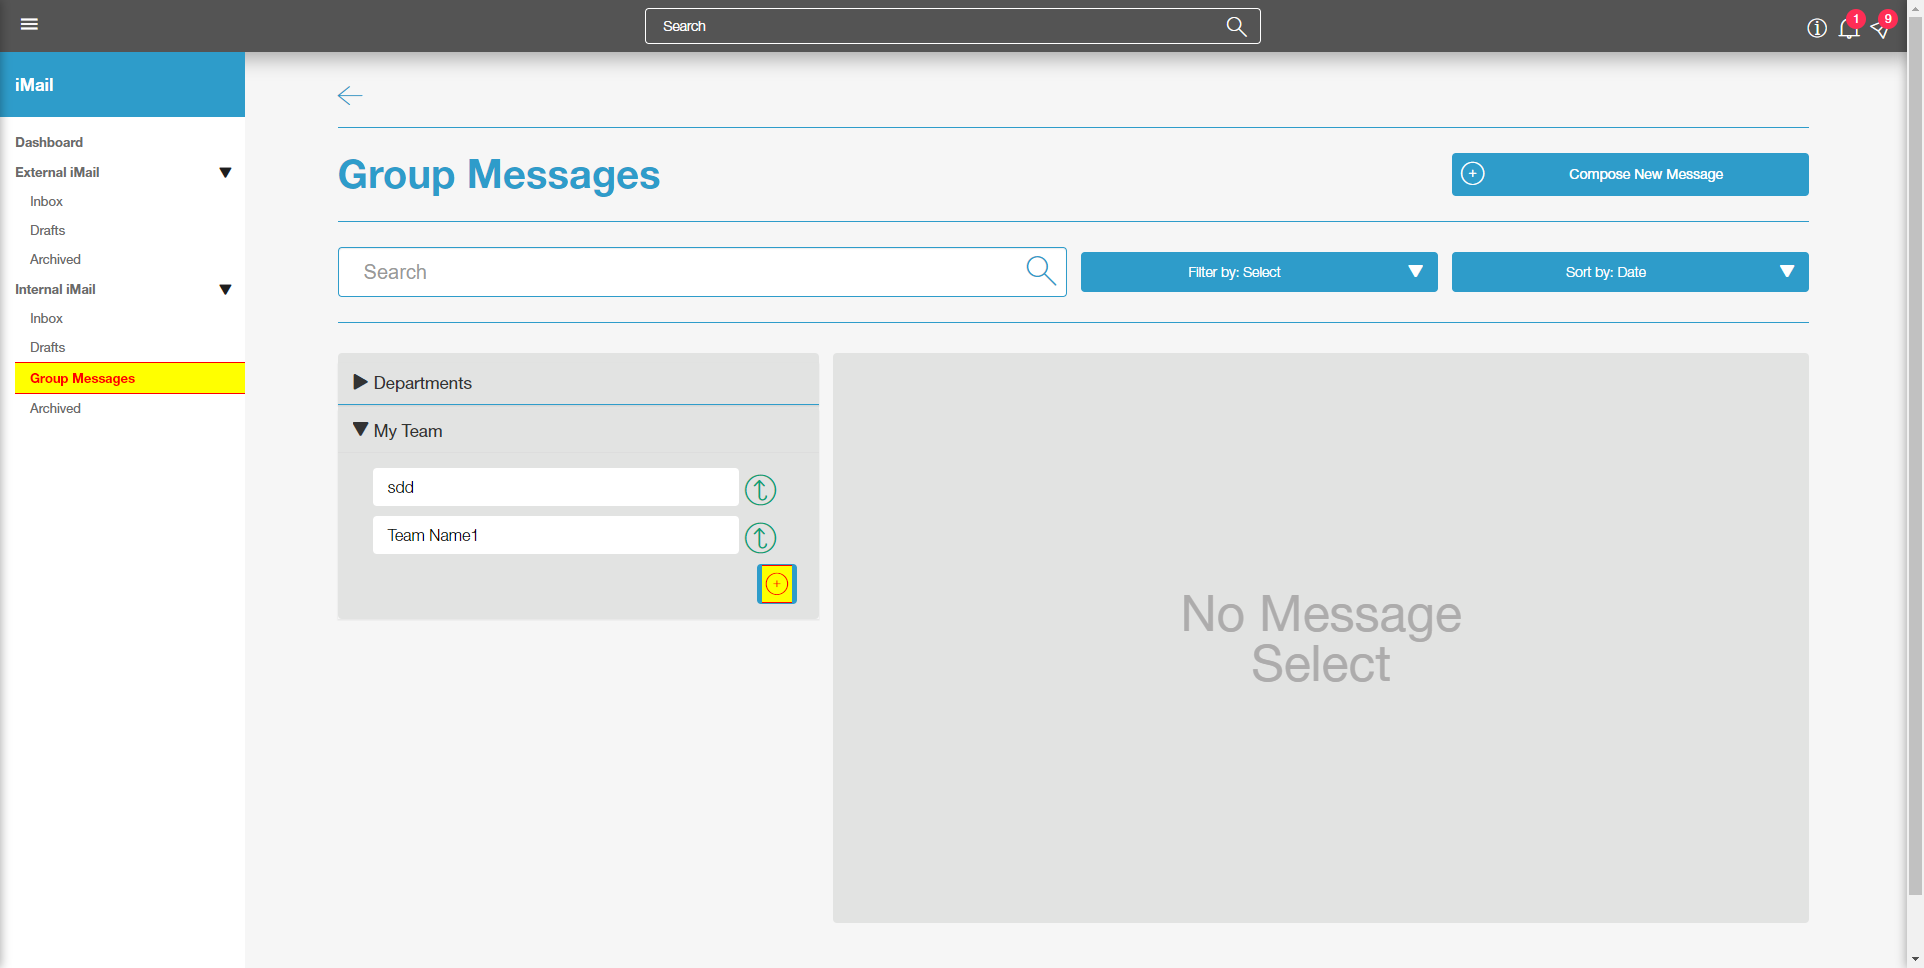 Search
1
9
iMail
Dashboard
External iMail
Inbox
Drafts
Archived
Internal iMail
Inbox
Drafts
Group Messages
Archived
Group Messages
Compose New Message
Search
Filter by: Select
Sort by: Date
Departments
My Team
sdd
Team Name1
No Message
Select